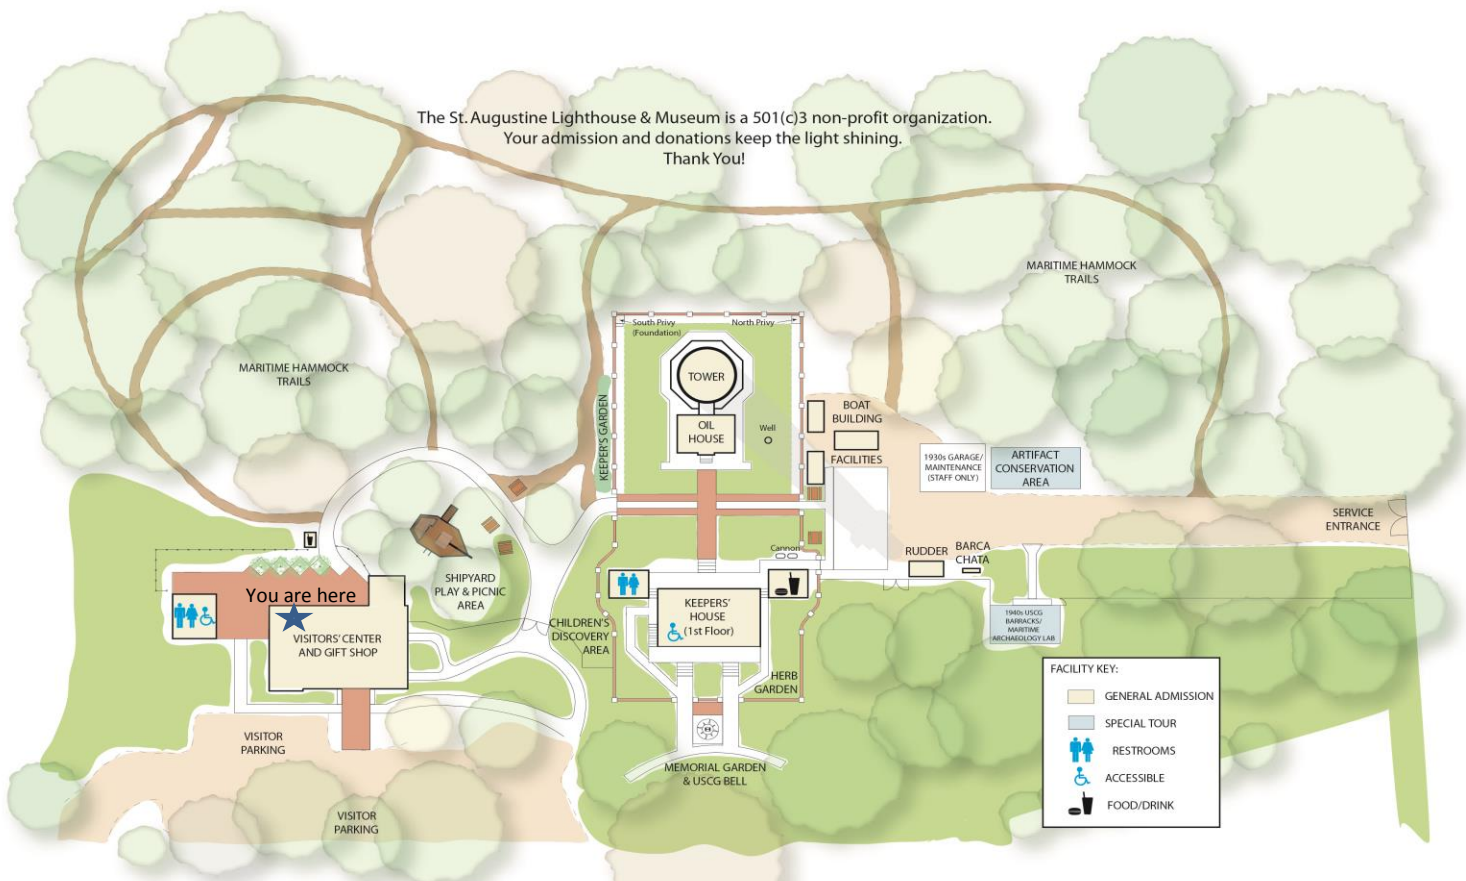 The St. Augustine Lighthouse & Museum is a 501(c)3 non-profit organization.
Your admission and donations keep the light shining.
Thank You!
MARITIME HAMMOCK
TRAILS
South Privy
(Foundation)
North Privy
MARITIME HAMMOCK
TRAILS
TOWER
KEEPER'S GARDEN
OIL
HOUSE
Well
BOAT
BUILDING
FACILITIES
1930s GARAGE/
MAINTENANCE
(STAFF ONLY)
ARTIFACT
CONSERVATION
AREA
SERVICE
ENTRANCE
Cannon
RUDDER
BARCA
CHATA
SHIPYARD
PLAY & PICNIC
AREA
You are here
VISITORS' CENTER
AND GIFT SHOP
CHILDREN'S
DISCOVERY
AREA
KEEPERS'
HOUSE
(1st Floor)
1940s USCG
BARRACKS/
MARITIME
ARCHAEOLOGY LAB
HERB
GARDEN
VISITOR
PARKING
MEMORIAL GARDEN
& USCG BELL
VISITOR
PARKING
FACILITY KEY:
GENERAL ADMISSION
SPECIAL TOUR
RESTROOMS
ACCESSIBLE
FOOD/DRINK